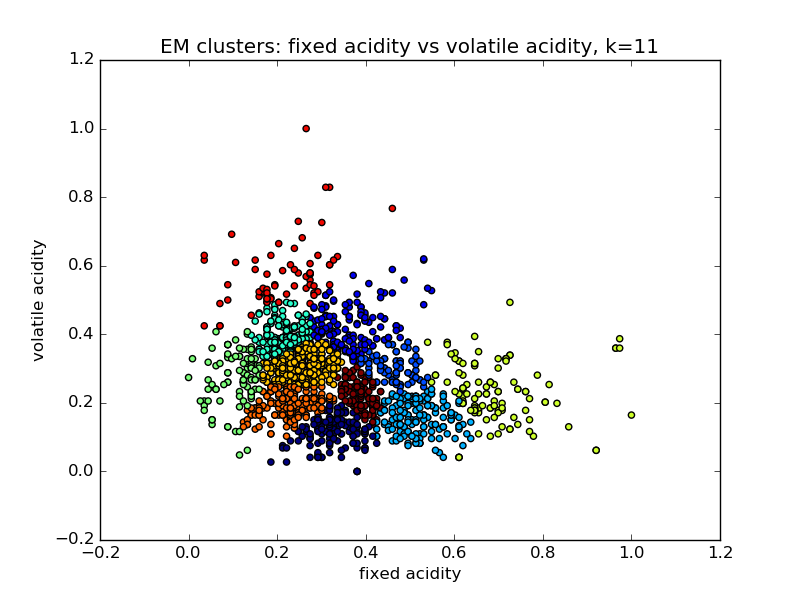 EM clusters: fixed acidity vs volatile acidity, k=11
1.2
1.0
0.8
0.6
0.4
0.2
0.0
−0.2
volatile acidity
−0.2 0.0 0.2 0.4 0.6 0.8 1.0 1.2
fixed acidity